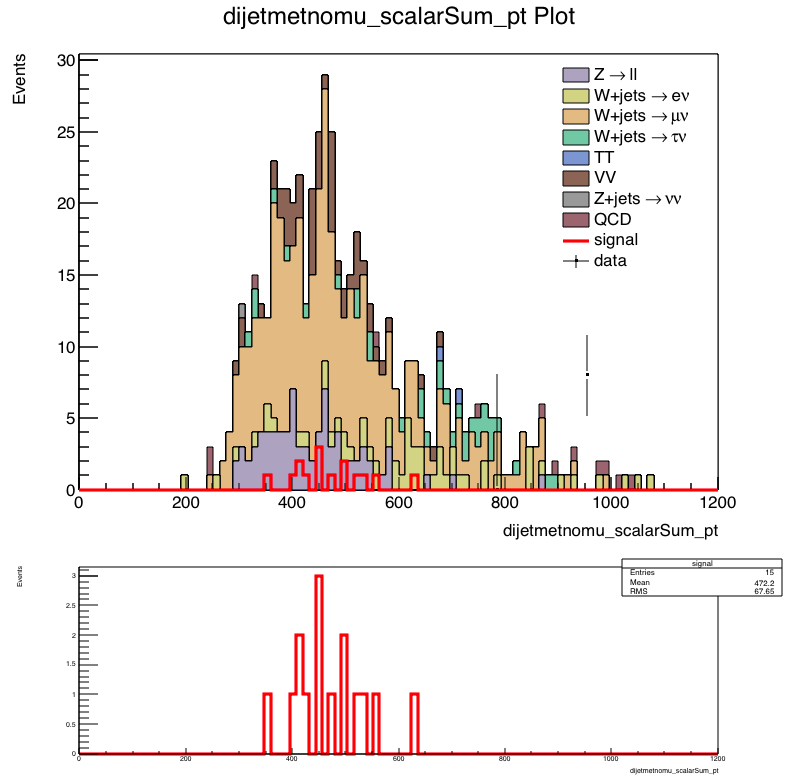 dijetmetnomu_scalarSum_pt Plot
Events
30
25
20
15
10
5
0
Z → ll
W+jets → eν
W+jets → μν
W+jets → τν
TT
VV
Z+jets → νν
QCD
signal
data
0 200 400 600 800 1000 1200
dijetmetnomu_scalarSum_pt
Events
signal
Entries 15
Mean 472.2
RMS 67.65
3
2.5
2
1.5
1
0.5
0
0 200 400 600 800 1000 1200
dijetmetnomu_scalarSum_pt